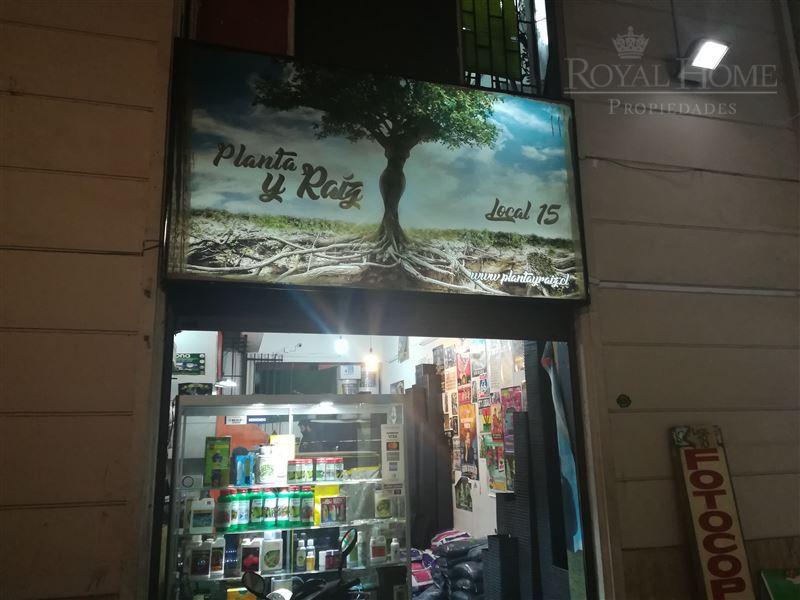 ROYAL HOME
PROPIEDADES
Planta
y Raíz
Local 15
www.plantayraiz.cl
FOTOCOP